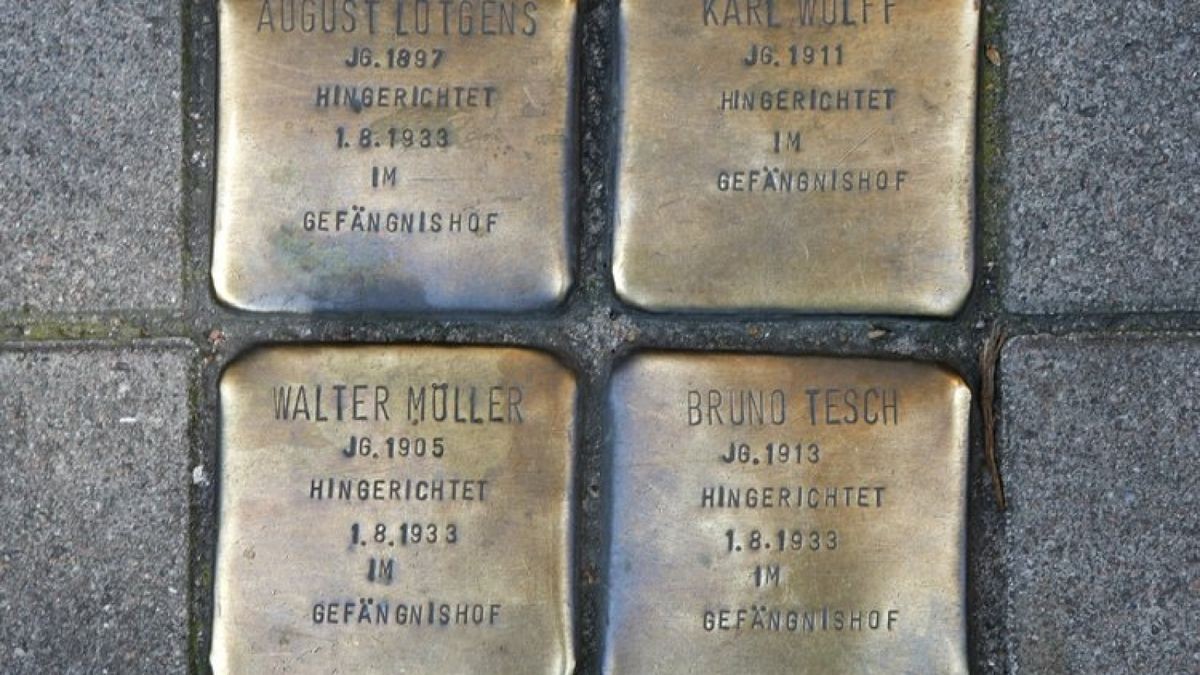 AUGUST LÜTGENS
JG. 1897
HINGERICHTET
1.8.1933
IM
GEFÄNGNISHOF
KARL WOLFF
JG. 1911
HINGERICHTET
IM
GEFÄNGNISHOF
WALTER MÖLLER
JG. 1905
HINGERICHTET
1.8.1933
IM
GEFÄNGNISHOF
BRUNO TESCH
JG. 1913
HINGERICHTET
1.8.1933
IM
GEFÄNGNISHOF